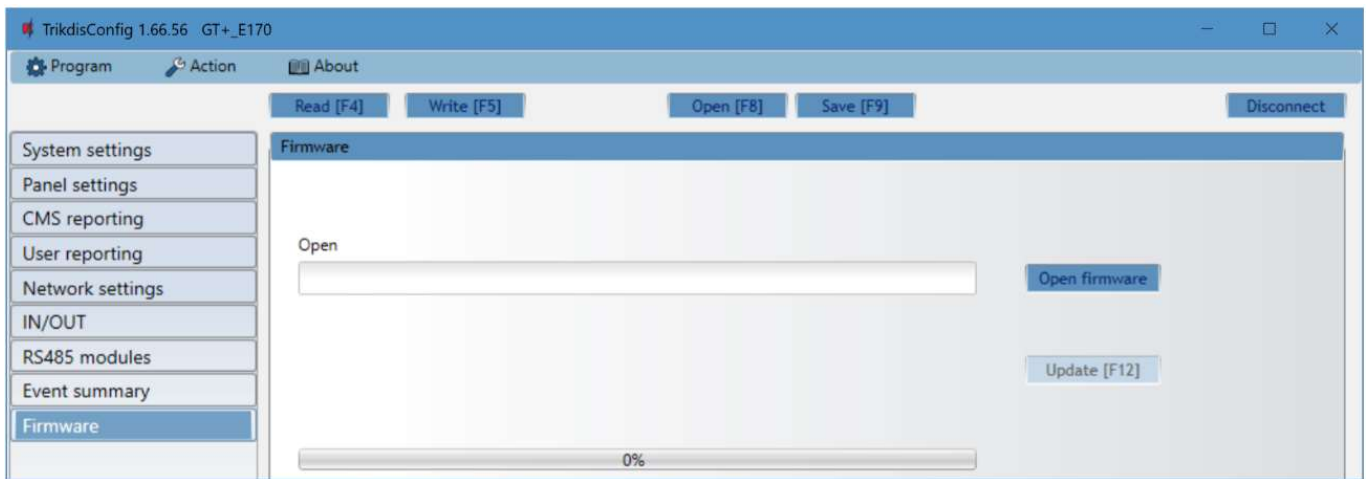 TrikdisConfig 1.66.56 GT+_E170
Program Action About
Read [F4] Write [F5] Open [F8] Save [F9] Disconnect
System settings
Panel settings
CMS reporting
User reporting
Network settings
IN/OUT
RS485 modules
Event summary
Firmware
Firmware
Open
Open firmware
Update [F12]
0%